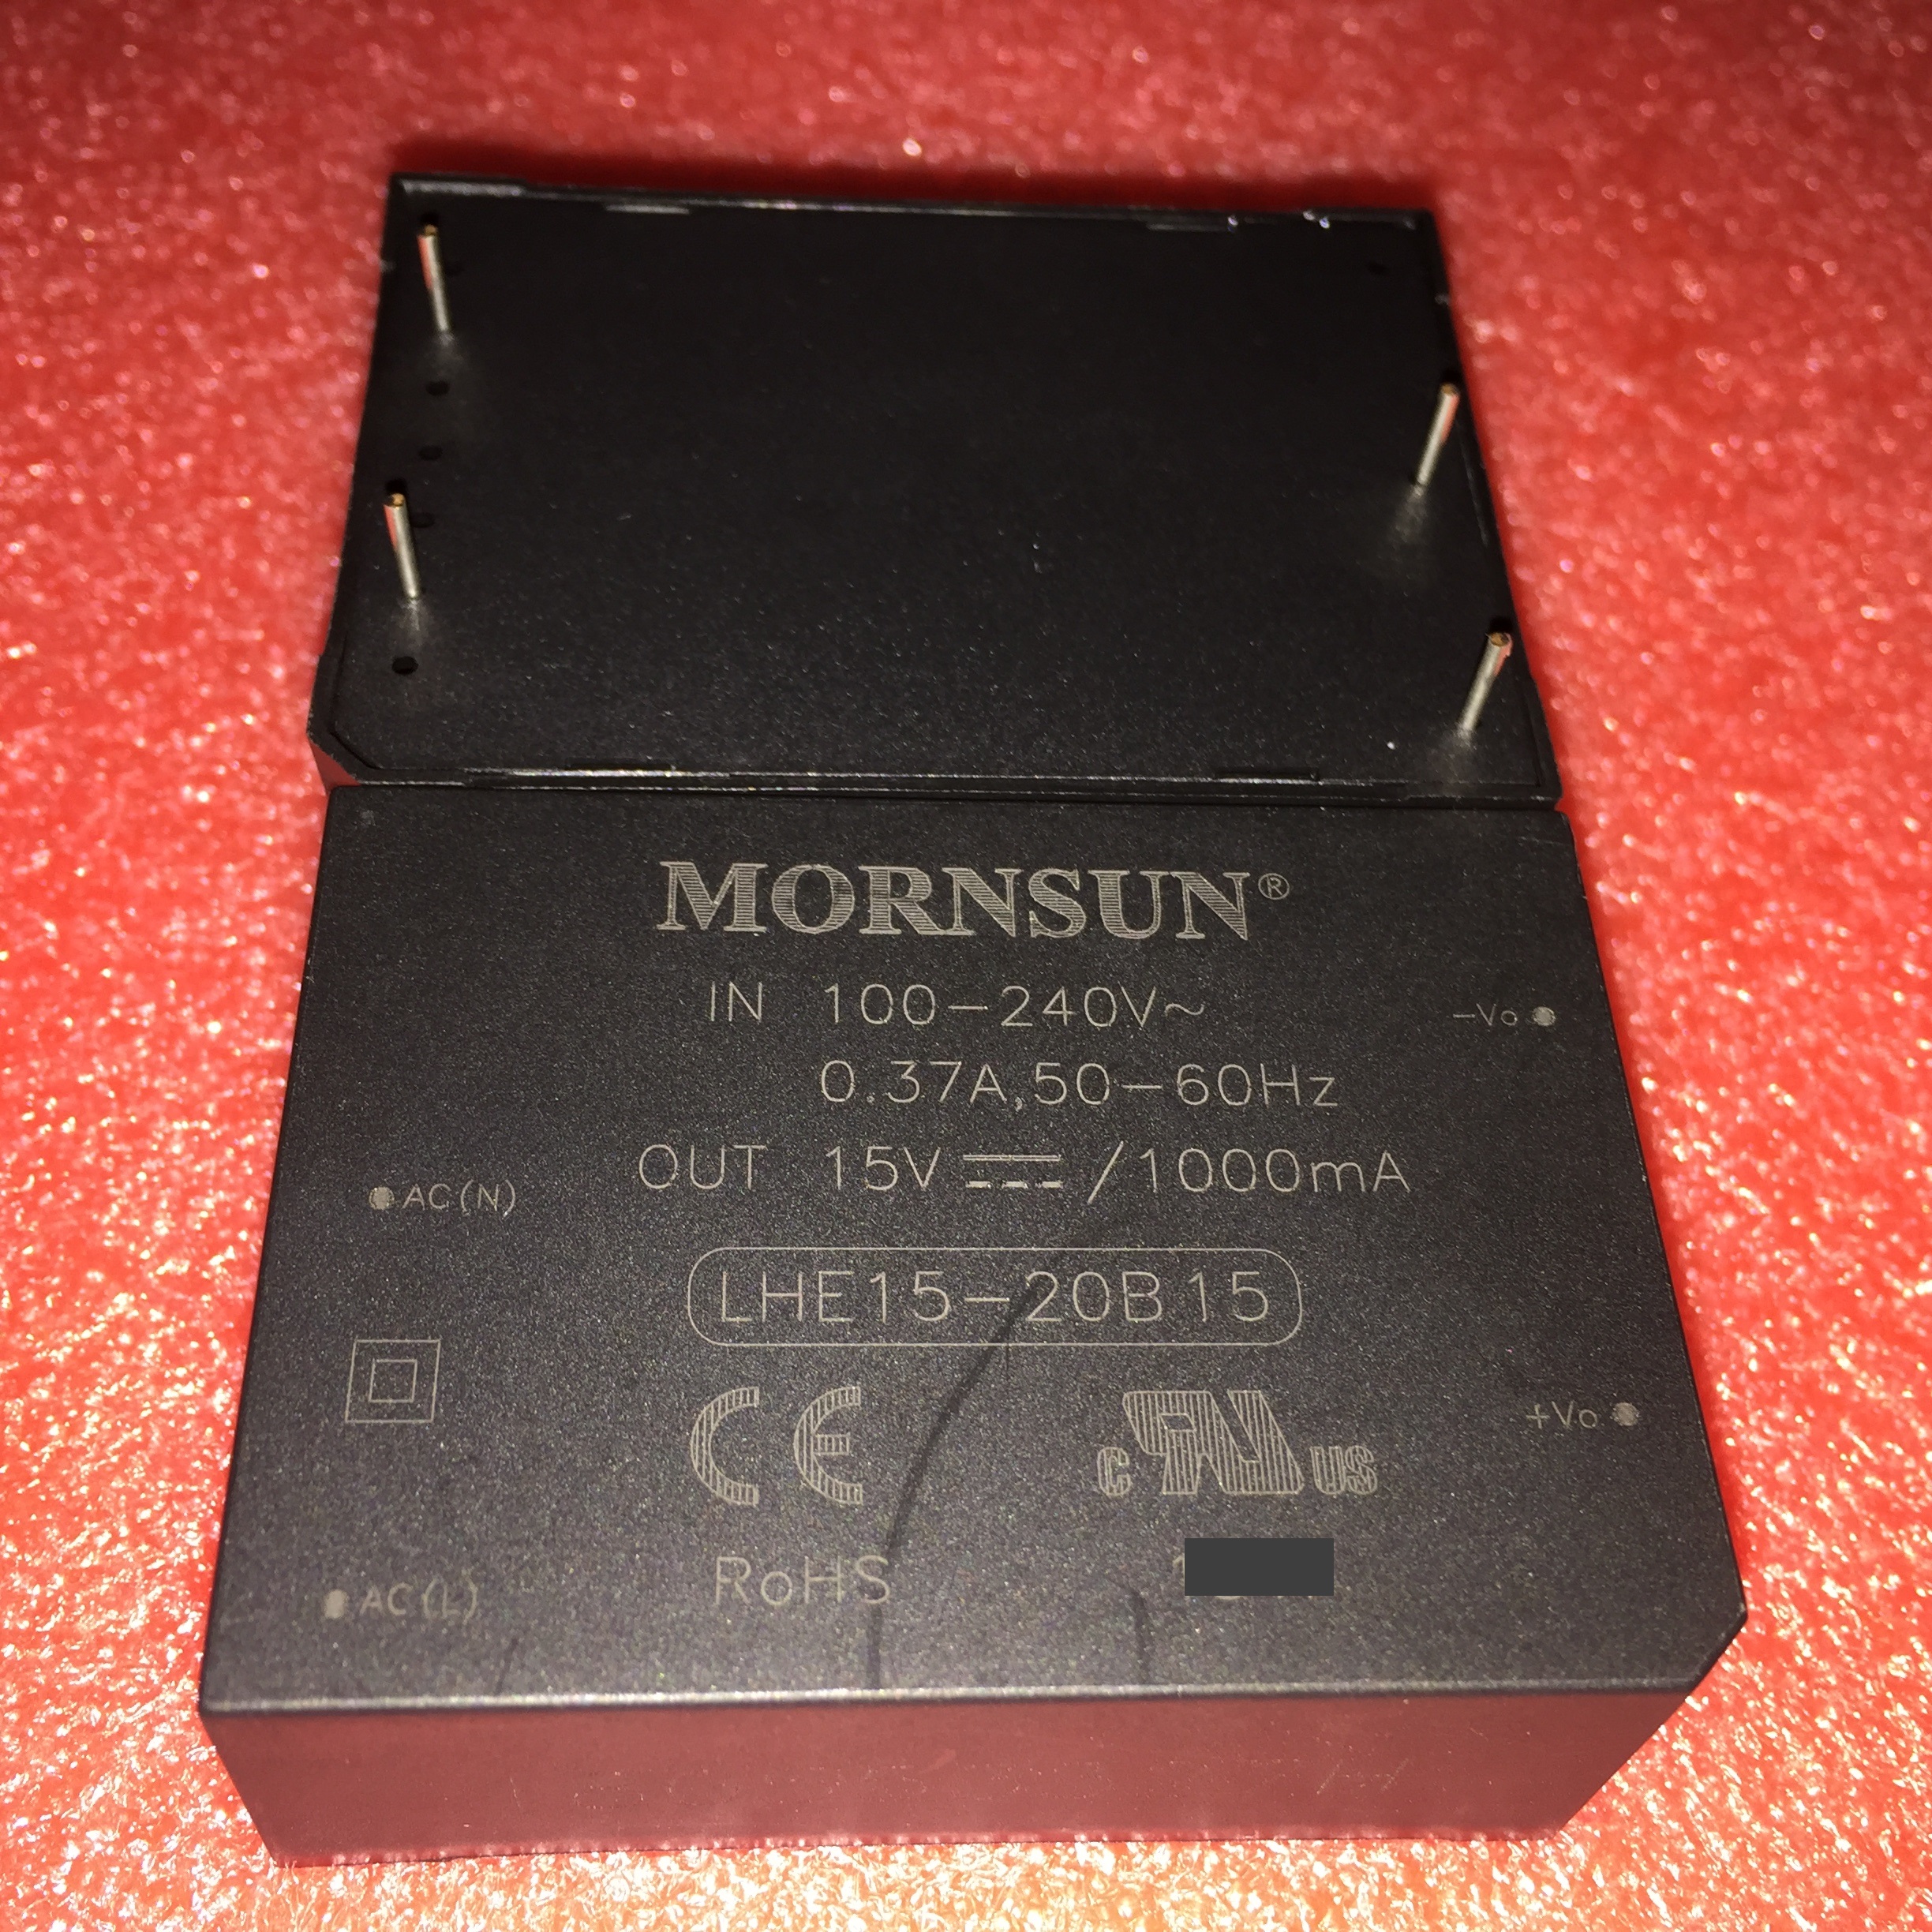 MORNSUN®
IN 100-240V~
0.37A,50-60Hz
-Vo
OUT 15V⎓/1000mA
AC(N)
LHE15-20B15
CE
+Vo
c RU us
RoHS
AC(L)